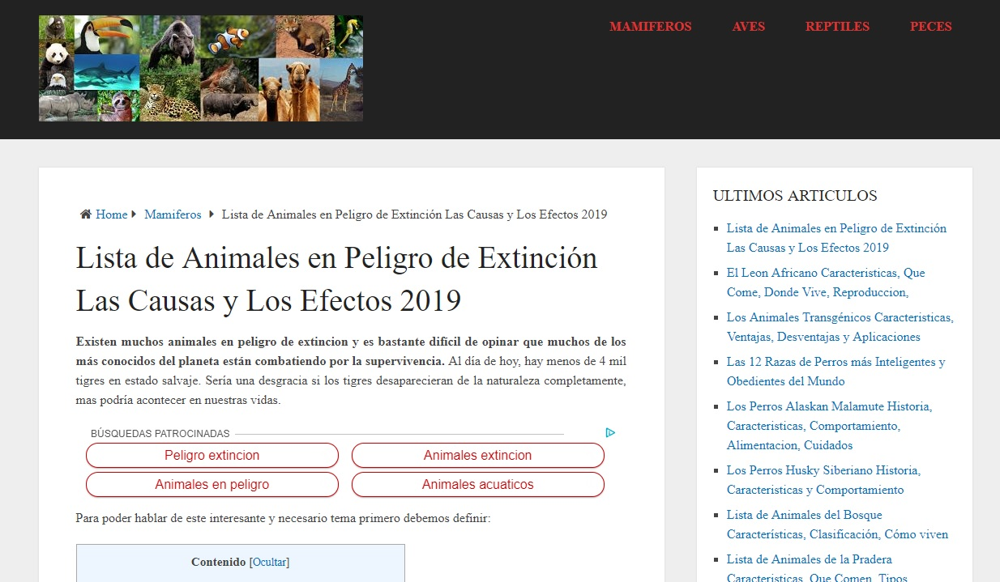 MAMIFEROS AVES REPTILES PECES
Home Mamiferos Lista de Animales en Peligro de Extinción Las Causas y Los Efectos 2019
Lista de Animales en Peligro de Extinción
Las Causas y Los Efectos 2019
Existen muchos animales en peligro de extincion y es bastante difícil de opinar que muchos de los
más conocidos del planeta están combatiendo por la supervivencia. Al día de hoy, hay menos de 4 mil
tigres en estado salvaje. Sería una desgracia si los tigres desaparecieran de la naturaleza completamente,
mas podría acontecer en nuestras vidas.
BÚSQUEDAS PATROCINADAS
Peligro extincion
Animales extincion
Animales en peligro
Animales acuaticos
Para poder hablar de este interesante y necesario tema primero debemos definir:
Contenido [Ocultar]
ULTIMOS ARTICULOS
Lista de Animales en Peligro de Extinción
Las Causas y Los Efectos 2019
El Leon Africano Caracteristicas, Que
Come, Donde Vive, Reproduccion,
Los Animales Transgénicos Caracteristicas,
Ventajas, Desventajas y Aplicaciones
Las 12 Razas de Perros más Inteligentes y
Obedientes del Mundo
Los Perros Alaskan Malamute Historia,
Caracteristicas, Comportamiento,
Alimentacion, Cuidados
Los Perros Husky Siberiano Historia,
Características y Comportamiento
Lista de Animales del Bosque
Características, Clasificación, Cómo viven
Lista de Animales de la Pradera
Caracteristicas, Que Comen, Tipos